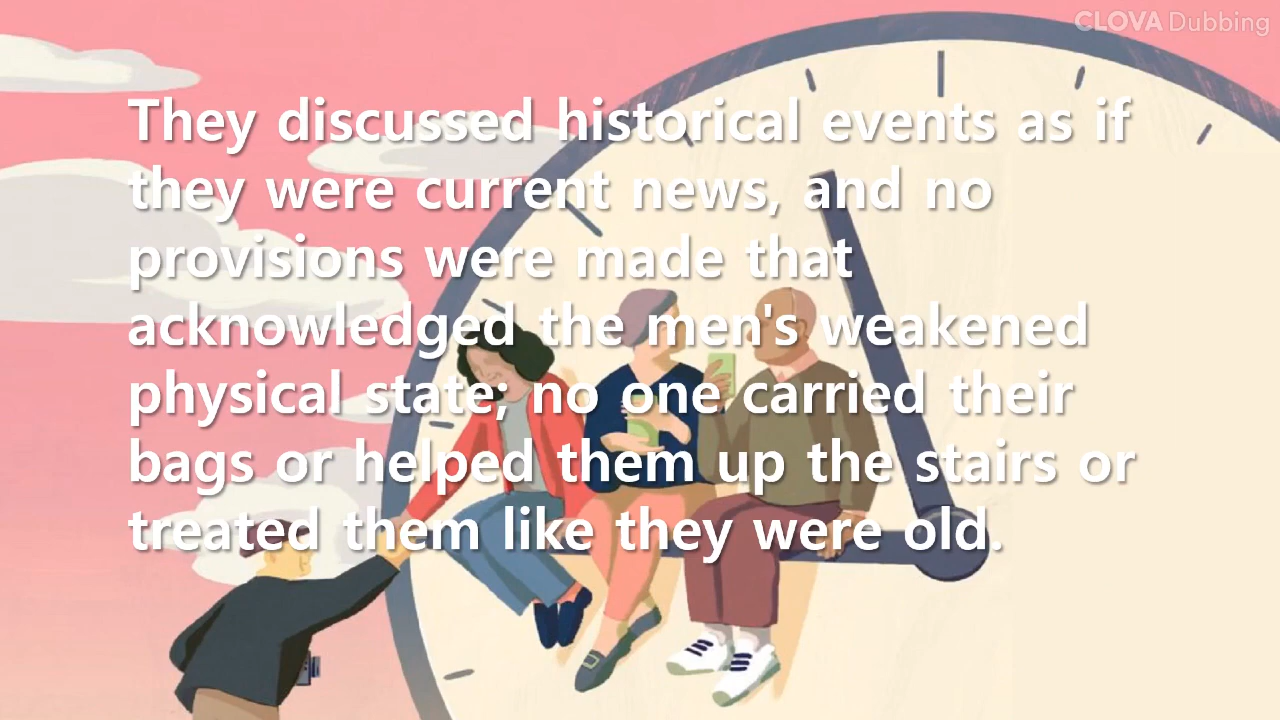 CLOVA Dubbing
They discussed historical events as if
they were current news, and no
provisions were made that
acknowledged the men's weakened
physical state; no one carried their
bags or helped them up the stairs or
treated them like they were old.